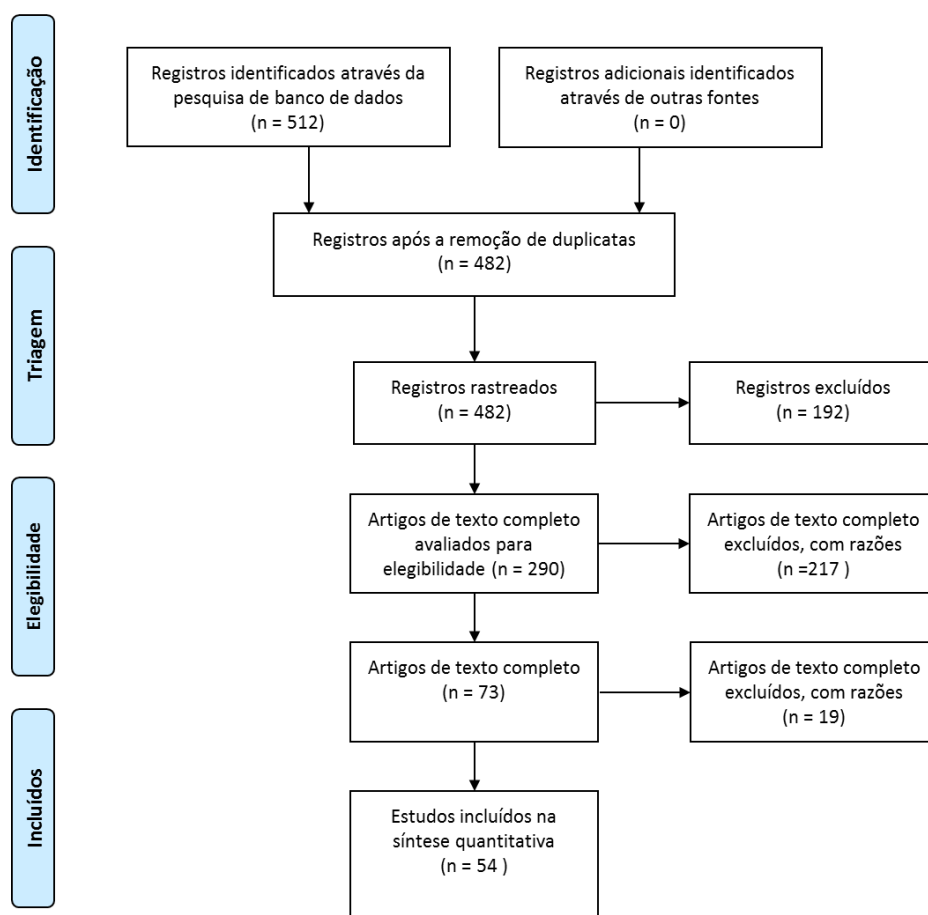 Identificação
Registros identificados através da
pesquisa de banco de dados
(n = 512)
Registros adicionais identificados
através de outras fontes
(n = 0)
Registros após a remoção de duplicatas
(n = 482)
Triagem
Registros rastreados
(n = 482)
Registros excluídos
(n = 192)
Elegibilidade
Artigos de texto completo
avaliados para
elegibilidade (n = 290)
Artigos de texto completo
excluídos, com razões
(n =217 )
Artigos de texto completo
(n = 73)
Artigos de texto completo
excluídos, com razões
(n = 19)
Incluídos
Estudos incluídos na
síntese quantitativa
(n = 54 )